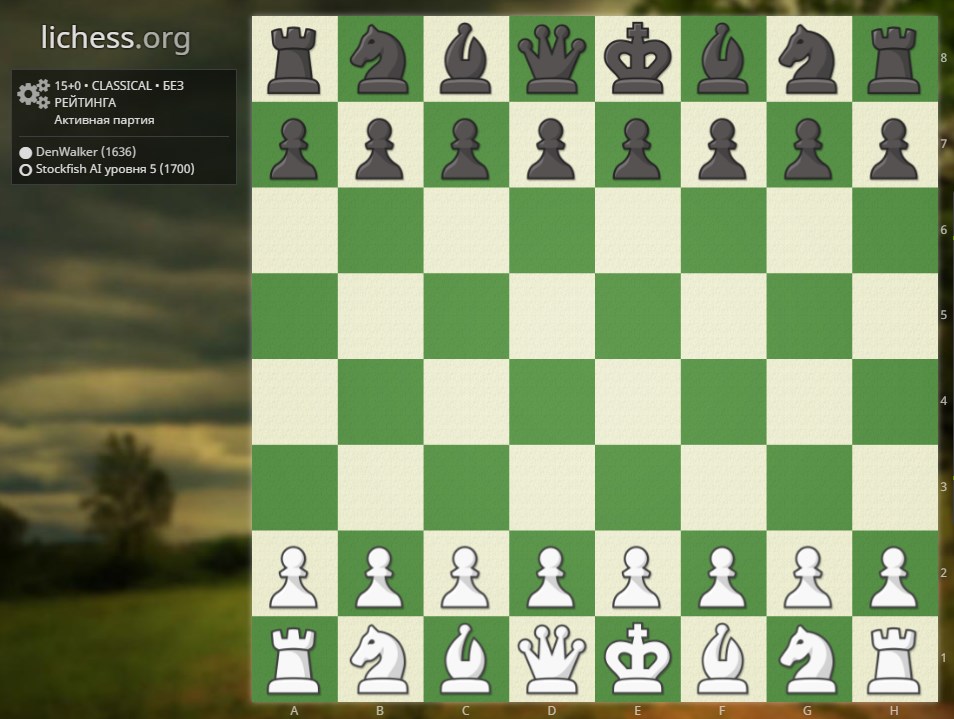 lichess.org
15+0 • CLASSICAL • БЕЗ
РЕЙТИНГА
Активная партия
DenWalker (1636)
Stockfish AI уровня 5 (1700)
8
7
6
5
4
3
2
1
A B C D E F G H